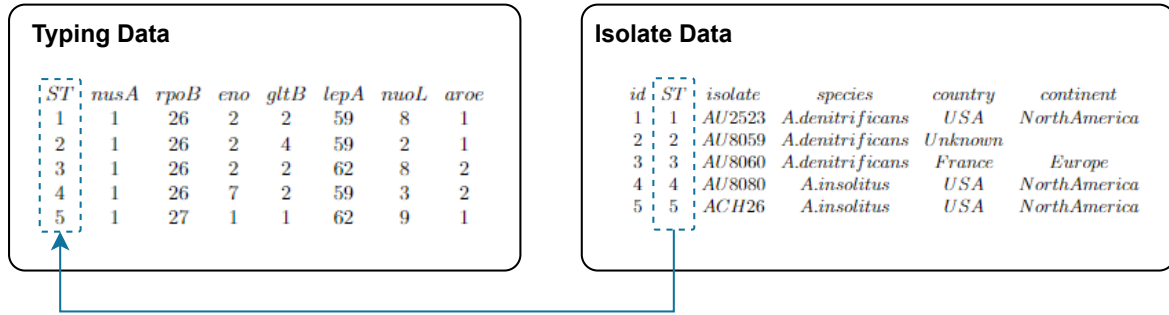 Typing Data
ST nusA rpoB eno gltB lepA nuoL aroe
1 1 26 2 2 59 8 1
2 1 26 2 4 59 2 1
3 1 26 2 2 62 8 2
4 1 26 7 2 59 3 2
5 1 27 1 1 62 9 1
Isolate Data
id ST isolate species country continent
1 1 AU2523 A.denitrificans USA NorthAmerica
2 2 AU8059 A.denitrificans Unknown
3 3 AU8060 A.denitrificans France Europe
4 4 AU8080 A.insolitus USA NorthAmerica
5 5 ACH26 A.insolitus USA NorthAmerica